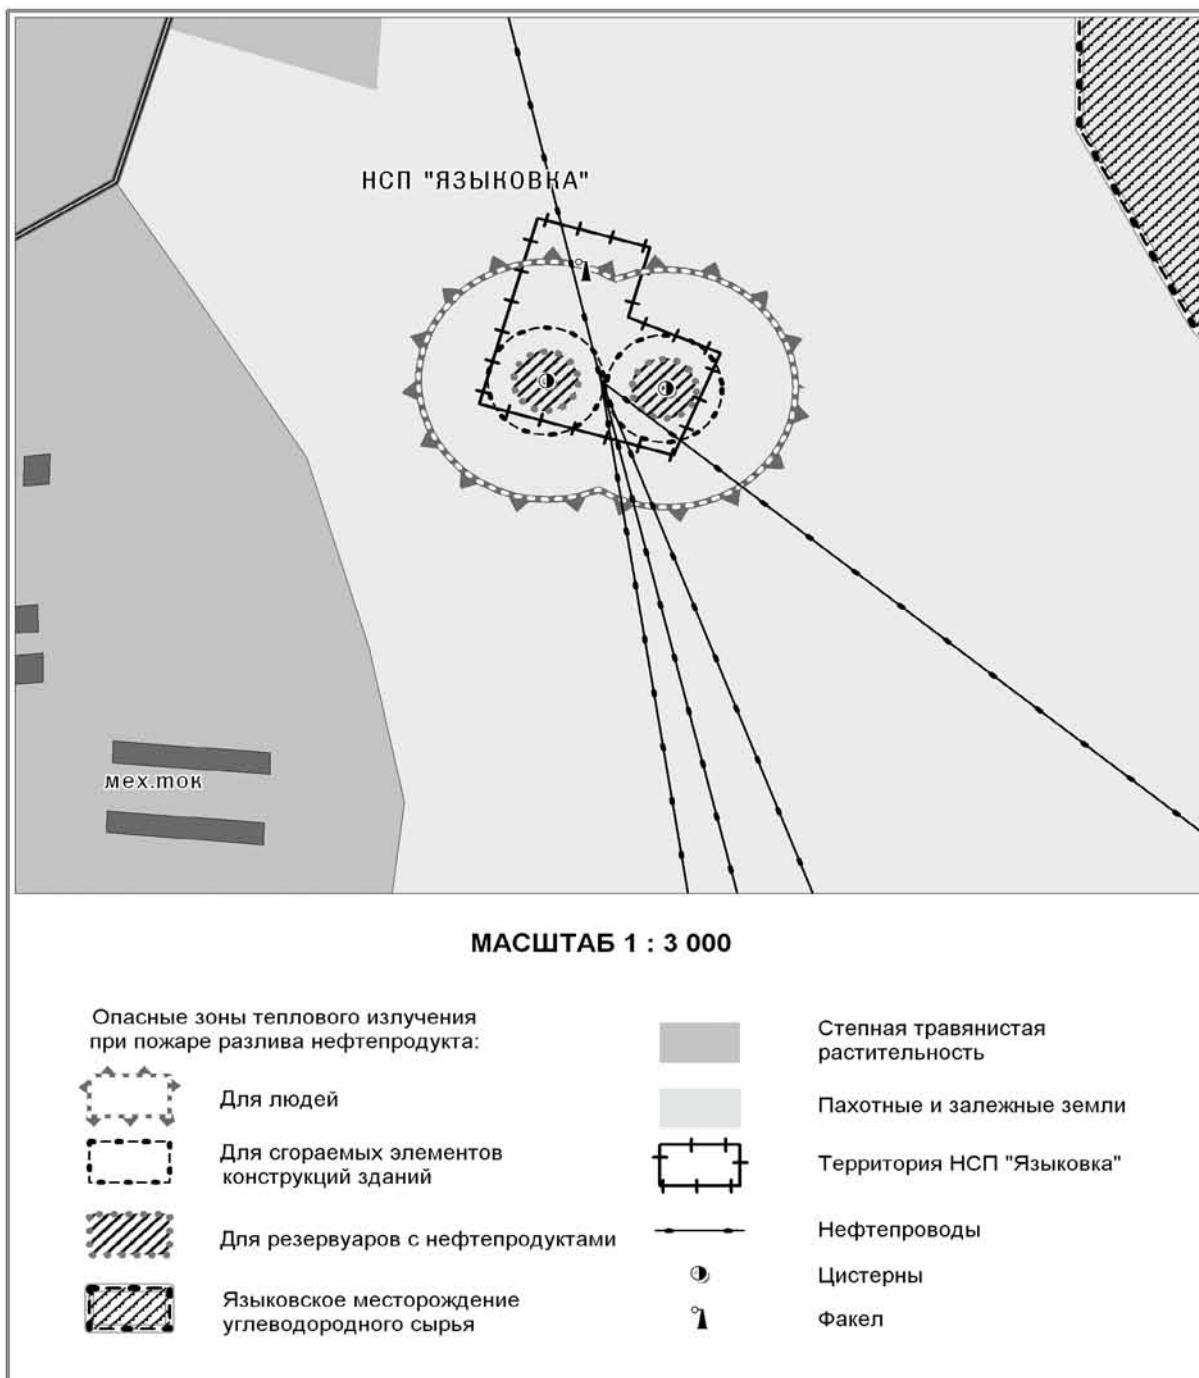 НСП "ЯЗЫКОВКА"
мех.ток
МАСШТАБ 1 : 3 000
Опасные зоны теплового излучения
при пожаре разлива нефтепродукта:
Для людей
Для сгораемых элементов
конструкций зданий
Для резервуаров с нефтепродуктами
Языковское месторождение
углеводородного сырья
Степная травянистая
растительность
Пахотные и залежные земли
Территория НСП "Языковка"
Нефтепроводы
Цистерны
Факел